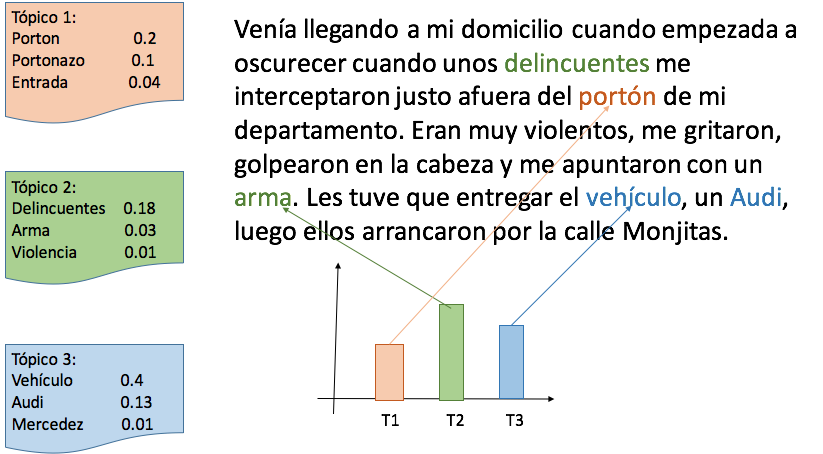 Tópico 1:
Porton 0.2
Portonazo 0.1
Entrada 0.04
Tópico 2:
Delincuentes 0.18
Arma 0.03
Violencia 0.01
Tópico 3:
Vehículo 0.4
Audi 0.13
Mercedez 0.01
Venía llegando a mi domicilio cuando empezada a
oscurecer cuando unos delincuentes me
interceptaron justo afuera del portón de mi
departamento. Eran muy violentos, me gritaron,
golpearon en la cabeza y me apuntaron con un
arma. Les tuve que entregar el vehículo, un Audi,
luego ellos arrancaron por la calle Monjitas.
T1 T2 T3